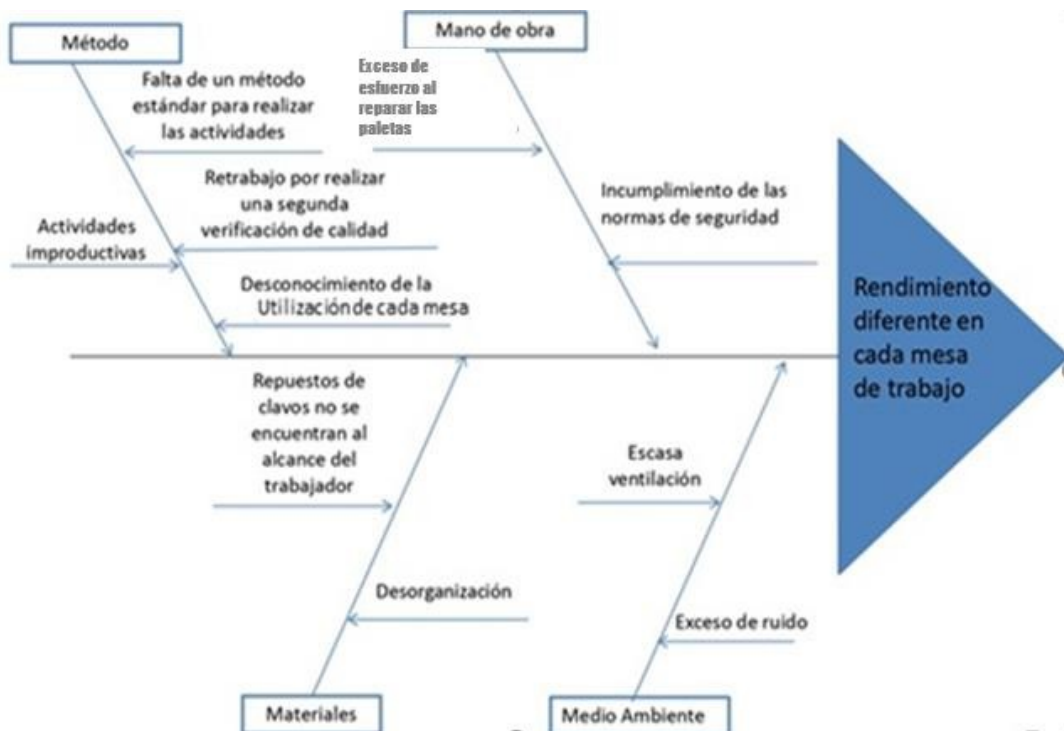 Método
Mano de obra
Falta de un método
estándar para realizar
las actividades
Exceso de
esfuerzo al
reparar las
paletas
Retrabajo por realizar
una segunda
verificación de calidad
Actividades
improductivas
Incumplimiento de las
normas de seguridad
Desconocimiento de la
Utilización de cada mesa
Rendimiento
diferente en
cada mesa
de trabajo
Repuestos de
clavos no se
encuentran al
alcance del
trabajador
Escasa
ventilación
Desorganización
Exceso de ruido
Materiales
Medio Ambiente